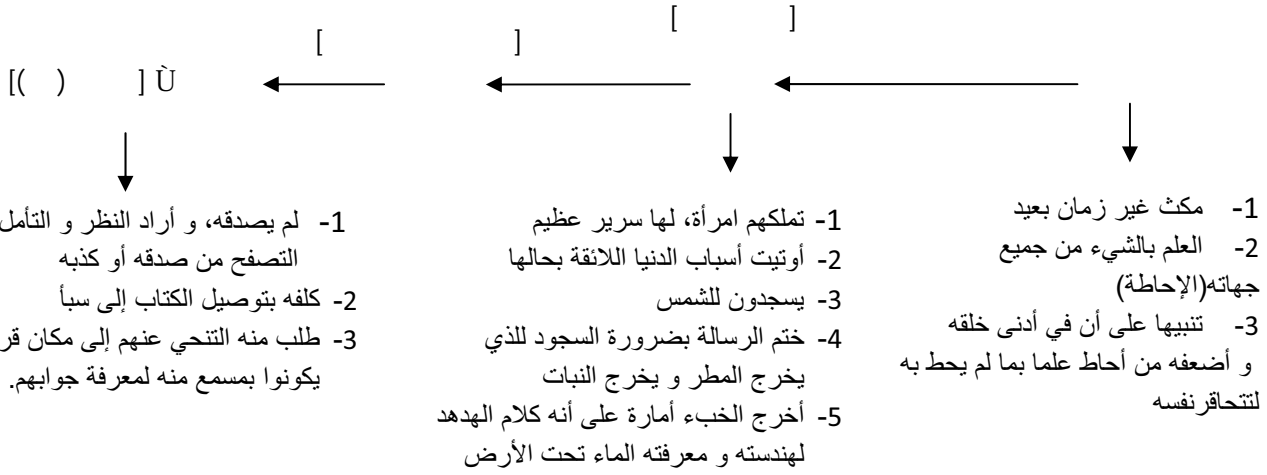 [ ]
[ ]
Ù [ ( )]
1- مكث غير زمان بعيد
2- العلم بالشيء من جميع
جهاته(الإحاطة)
3- تنبيها على أن في أدنى خلقه
و أضعفه من أحاط علما بما لم يحط به
لتتحاقرنفسه
1- تملكهم امرأة، لها سرير عظيم
2- أوتيت أسباب الدنيا اللائقة بحالها
3- يسجدون للشمس
4- ختم الرسالة بضرورة السجود للذي
يخرج المطر و يخرج النبات
5- أخرج الخبء أمارة على أنه كلام الهدهد
لهندسته و معرفته الماء تحت الأرض
1- لم يصدقه، و أراد النظر و التأمل
التصفح من صدقه أو كذبه
2- كلفه بتوصيل الكتاب إلى سبأ
3- طلب منه التنحي عنهم إلى مكان قر
يكونوا بمسمع منه لمعرفة جوابهم.